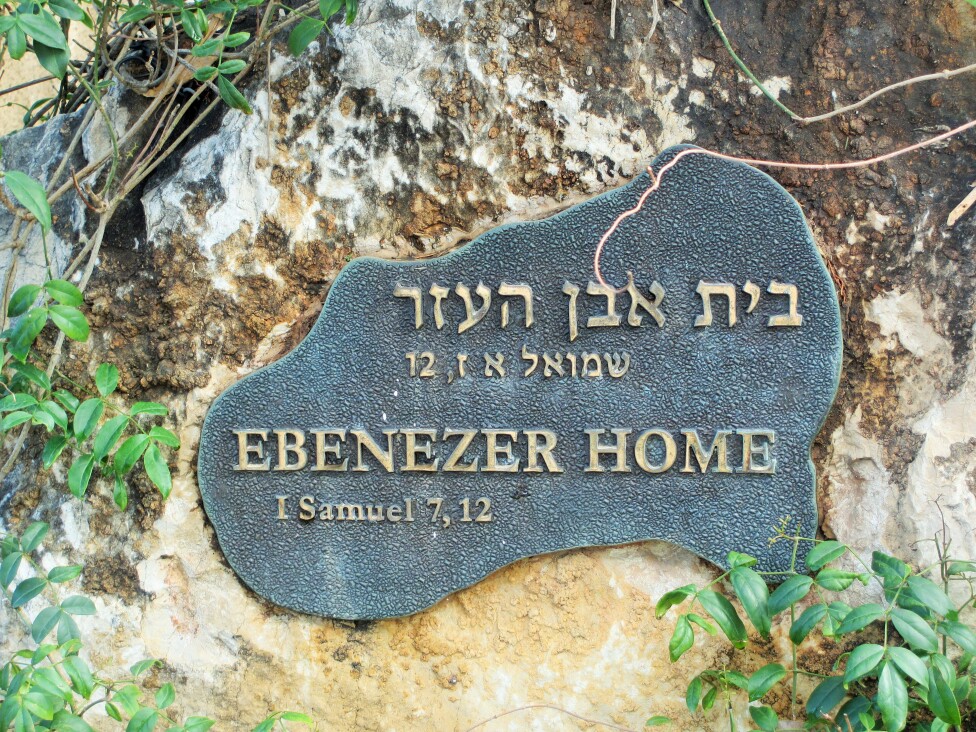 בית אבן העזר
שמואל א ז, 12
EBENEZER HOME
I Samuel 7, 12